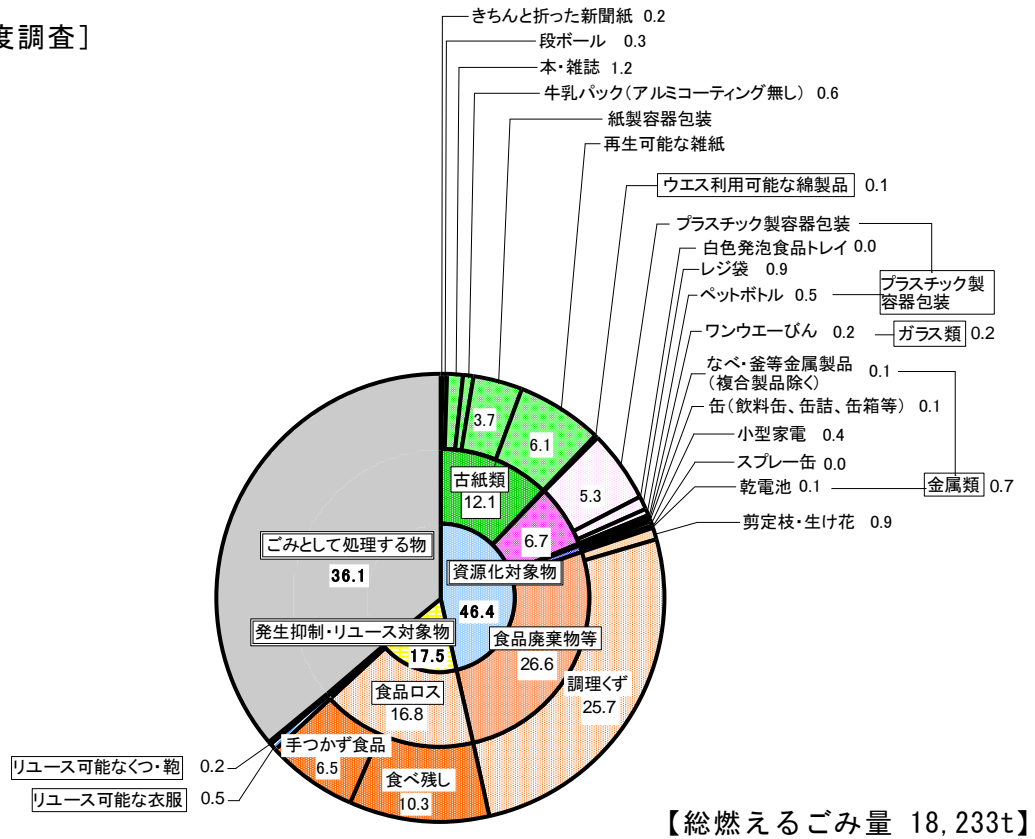 度調査］
きちんと折った新聞紙 0.2
段ボール 0.3
本・雑誌 1.2
牛乳パック（アルミコーティング無し） 0.6
紙製容器包装
再生可能な雑紙
ウエス利用可能な綿製品 0.1
プラスチック製容器包装
白色発泡食品トレイ 0.0
レジ袋 0.9
プラスチック製
容器包装
ペットボトル 0.5
ワンウエーびん 0.2
ガラス類 0.2
なべ・釜等金属製品
（複合製品除く） 0.1
缶（飲料缶、缶詰、缶箱等） 0.1
小型家電 0.4
スプレー缶 0.0
乾電池 0.1
金属類 0.7
剪定枝・生け花 0.9
3.7
6.1
5.3
古紙類
12.1
6.7
ごみとして処理する物
36.1
資源化対象物
46.4
発生抑制・リユース対象物
17.5
食品廃棄物等
26.6
調理くず
25.7
食品ロス
16.8
手つかず食品
6.5
食べ残し
10.3
リユース可能なくつ・鞄 0.2
リユース可能な衣服 0.5
【総燃えるごみ量 18,233t】